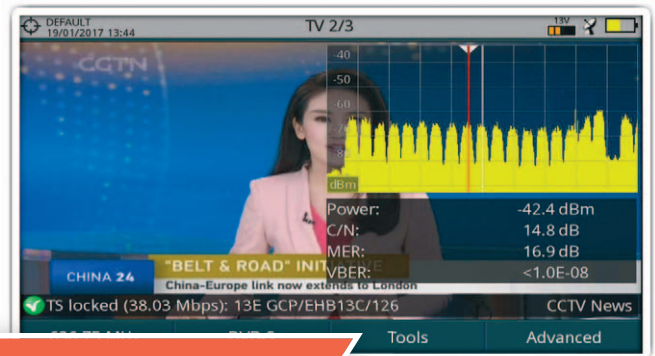 DEFAULT
19/01/2017 13:44
TV 2/3
13V
CGTN
-40
-50
-60
dBm
Power: -42.4 dBm
C/N: 14.8 dB
MER: 16.9 dB
VBER: <1.0E-08
CHINA 24
"BELT & ROAD"
China-Europe link now extends to London
TS locked (38.03 Mbps): 13E GCP/EHB13C/126
CCTV News
Tools
Advanced